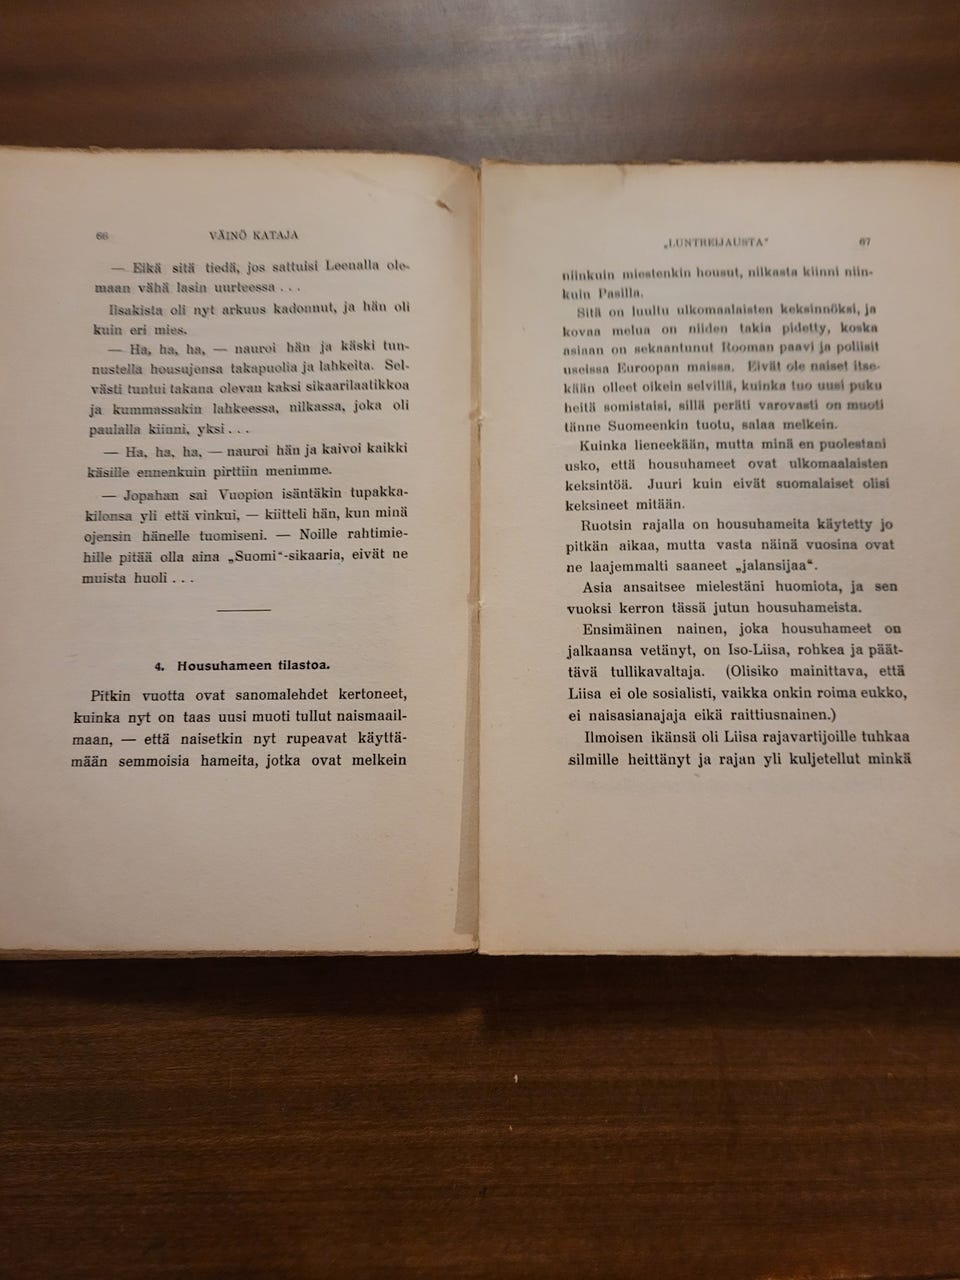 66 VÄINÖ KATAJA
— Eikä sitä tiedä, jos sattuisi Leenalla ole-
maan vähä lasin uurteessa . . .
Iisakista oli nyt arkuus kadonnut, ja hän oli
kuin eri mies.
— Ha, ha, ha, — nauroi hän ja käski tun-
nustella housujensa takapuolia ja lahkeita. Sel-
västi tuntui takana olevan kaksi sikaarilaatikkoa
ja kummassakin lahkeessa, nilkassa, joka oli
paulalla kiinni, yksi . . .
— Ha, ha, ha, — nauroi hän ja kaivoi kaikki
käsille ennenkuin pirttiin menimme.
— Jopahan sai Vuopion isäntäkin tupakka-
kilonsa yli että vinkui, — kiitteli hän, kun minä
ojensin hänelle tuomiseni. — Noille rahtimie-
hille pitää olla aina „Suomi“-sikaaria, eivät ne
muista huoli . . .
4. Housuhameen tilastoa.
Pitkin vuotta ovat sanomalehdet kertoneet,
kuinka nyt on taas uusi muoti tullut naismaail-
maan, — että naisetkin nyt rupeavat käyttä-
mään semmoisia hameita, jotka ovat melkein
„LUNTREIJAUSTA“ 67
niinkuin miestenkin housut, nilkasta kiinni niin-
kuin Pasilla.
Sitä on luultu ulkomaalaisten keksinnöksi, ja
kovaa melua on niiden takia pidetty, koska
asiaan on sekaantunut Rooman paavi ja poliisit
useissa Euroopan maissa. Eivät ole naiset itse-
kään olleet oikein selvillä, kuinka tuo uusi puku
heitä somistaisi, sillä peräti varovasti on muoti
tänne Suomeenkin tuotu, salaa melkein.
Kuinka lieneekään, mutta minä en puolestani
usko, että housuhameet ovat ulkomaalaisten
keksintöä. Juuri kuin eivät suomalaiset olisi
keksineet mitään.
Ruotsin rajalla on housuhameita käytetty jo
pitkän aikaa, mutta vasta näinä vuosina ovat
ne laajemmalti saaneet „jalansijaa“.
Asia ansaitsee mielestäni huomiota, ja sen
vuoksi kerron tässä jutun housuhameista.
Ensimäinen nainen, joka housuhameet on
jalkaansa vetänyt, on Iso-Liisa, rohkea ja päät-
tävä tullikavaltaja. (Olisiko mainittava, että
Liisa ei ole sosialisti, vaikka onkin roima eukko,
ei naisasianajaja eikä raittiusnainen.)
Ilmoisen ikänsä oli Liisa rajavartijoille tuhkaa
silmille heittänyt ja rajan yli kuljetellut minkä